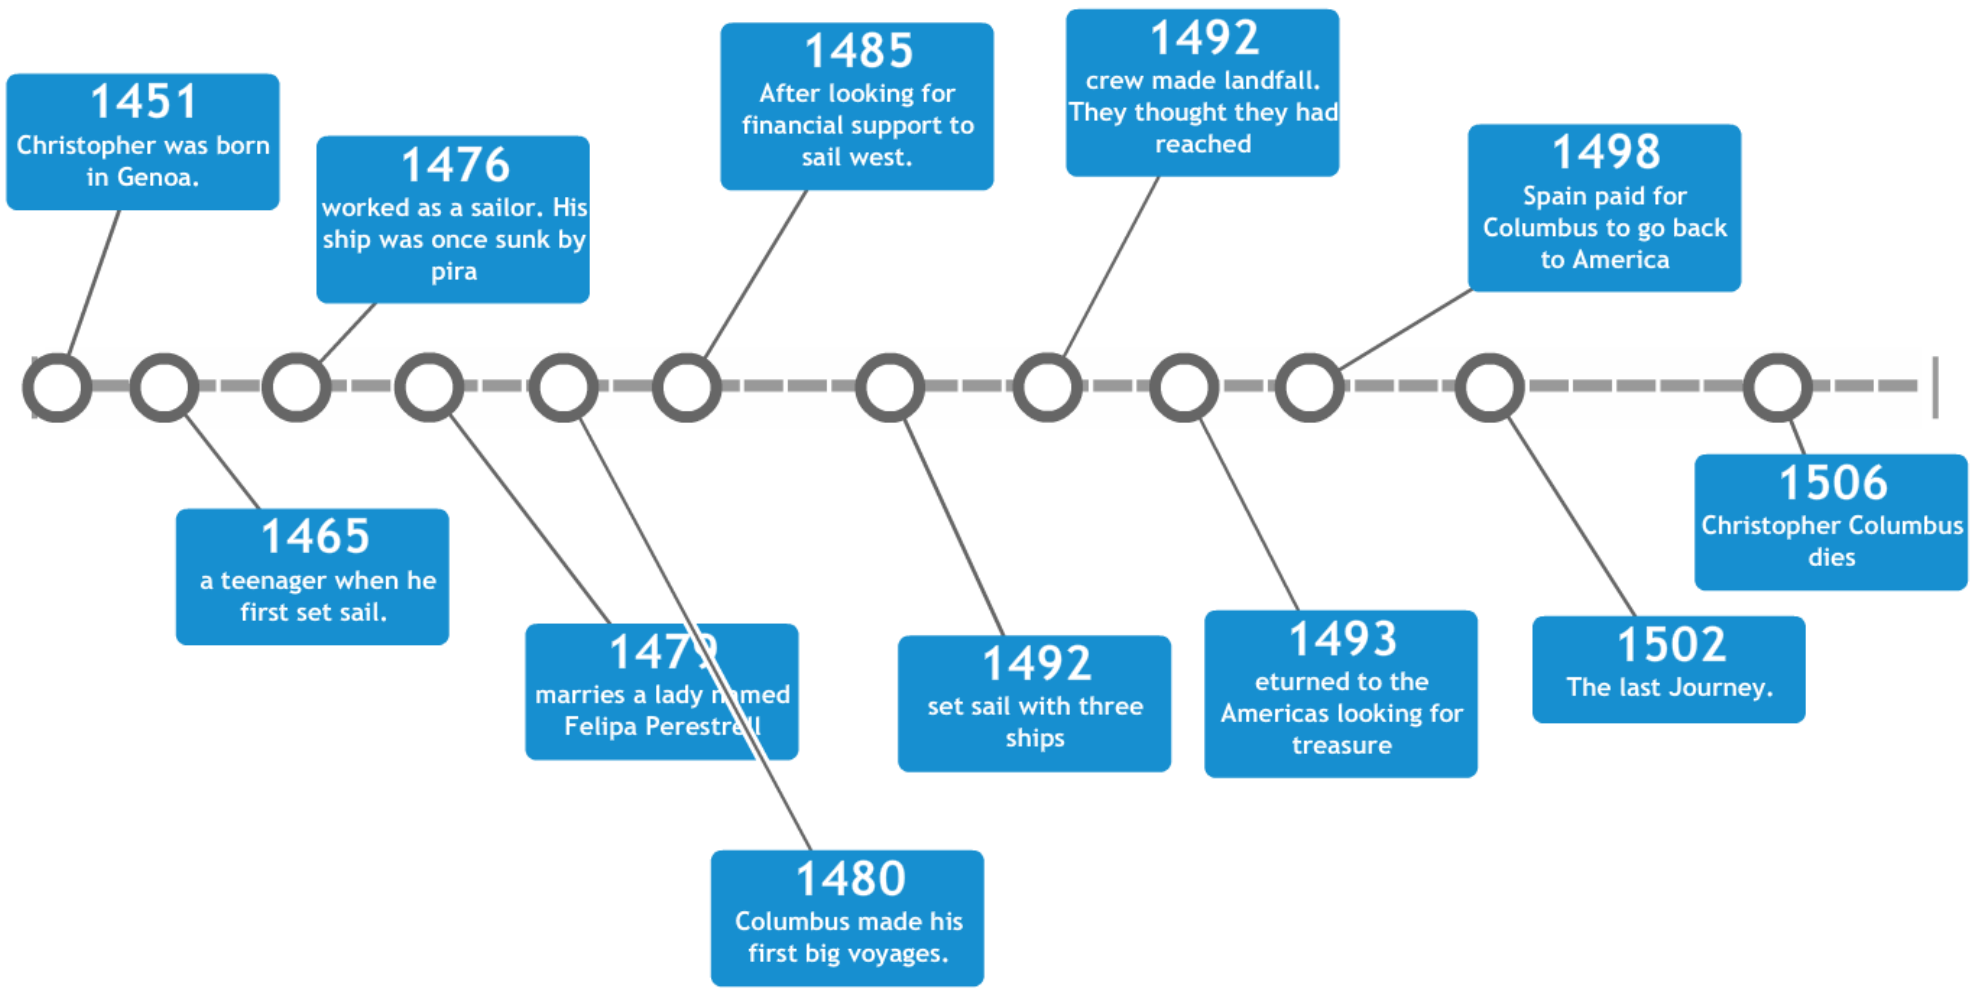 1451
Christopher was born
in Genoa.
1465
a teenager when he
first set sail.
1476
worked as a sailor. His
ship was once sunk by
pira
1479
marries a lady named
Felipa Perestrell
1480
Columbus made his
first big voyages.
1485
After looking for
financial support to
sail west.
1492
set sail with three
ships
1492
crew made landfall.
They thought they had
reached
1493
eturned to the
Americas looking for
treasure
1498
Spain paid for
Columbus to go back
to America
1502
The last Journey.
1506
Christopher Columbus
dies